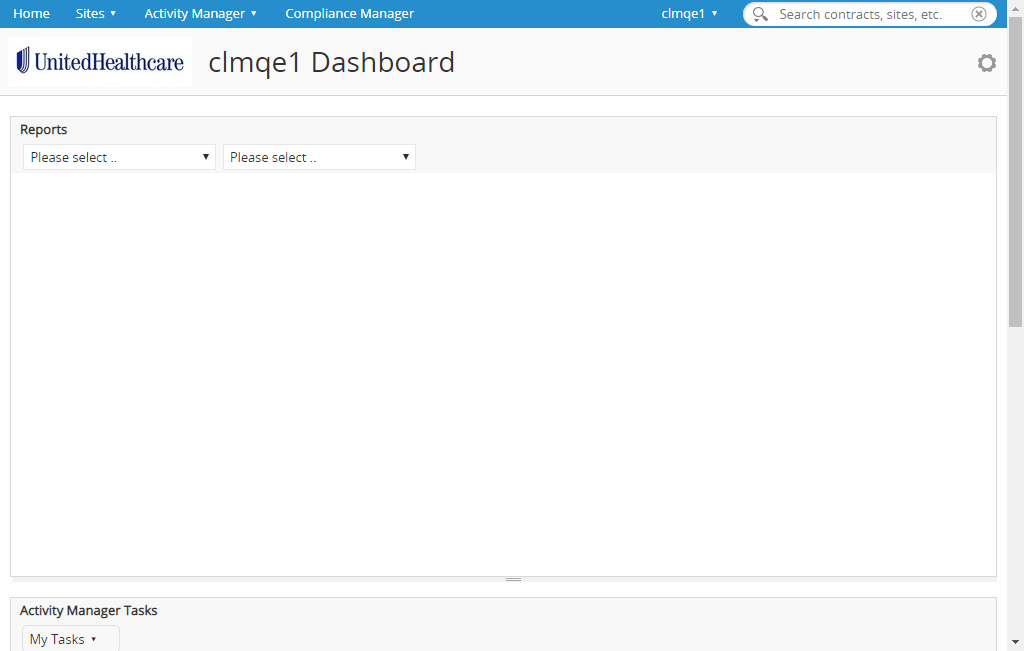 Home Sites Activity Manager Compliance Manager clmqe1 Search contracts, sites, etc.
UnitedHealthcare clmqe1 Dashboard
Reports
Please select .. Please select ..
Activity Manager Tasks
My Tasks